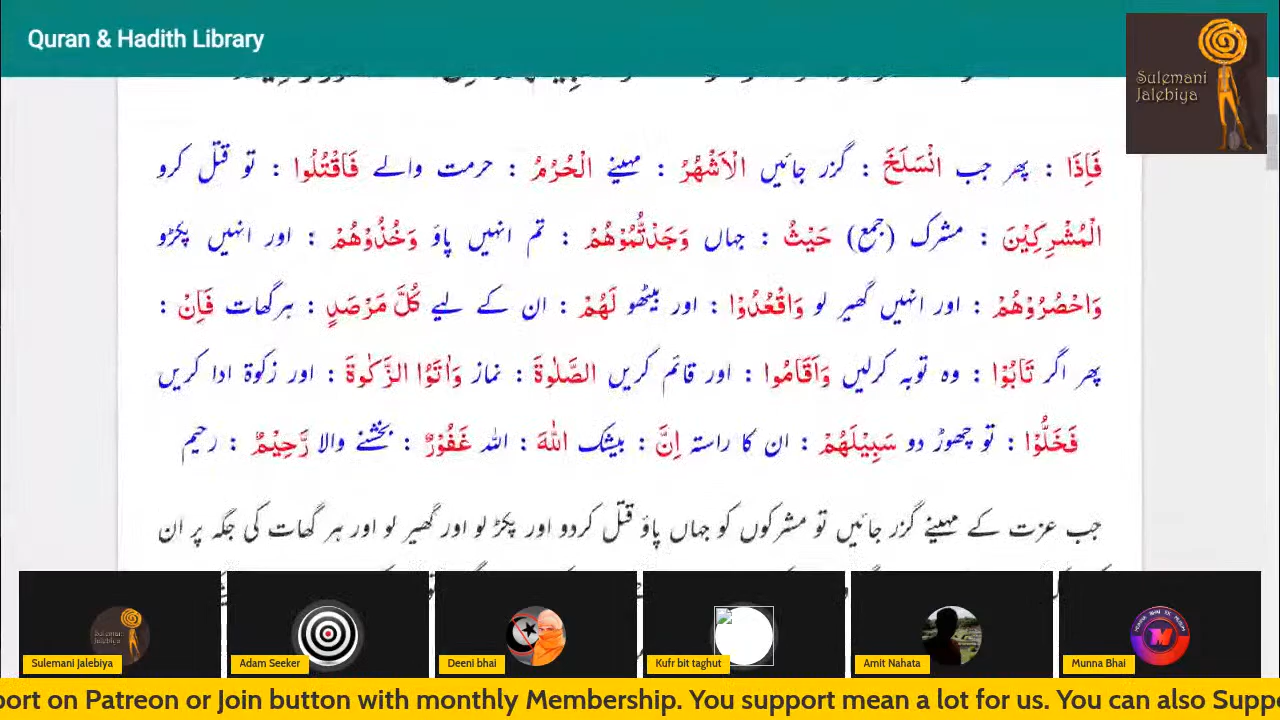 Quran & Hadith Library
Sulemani
Jalebiya
فَاِذَا : پھر جب انْسَلَخَ : گزر جائیں الْاَشْهُرُ : مہینے الْحُرُمُ : حرمت والے فَاقْتُلُوا : تو قتل کرو
الْمُشْرِكِيْنَ : مشرک (جمع) حَيْثُ : جہاں وَجَدْتُّمُوْهُمْ : تم انہیں پاؤ وَخُذُوْهُمْ : اور انہیں پکڑو
وَاحْصُرُوْهُمْ : اور انہیں گھیر لو وَاقْعُدُوْا : اور بیٹھو لَهُمْ : ان کے لیے كُلَّ مَرْصَدٍ : ہرگھات فَاِنْ :
پھر اگر تَابُوْا : وہ توبہ کرلیں وَاَقَامُوا : اور قائم کریں الصَّلٰوةَ : نماز وَاٰتَوُا الزَّكٰوةَ : اور زکوۃ ادا کریں
فَخَلُّوْا : تو چھوڑ دو سَبِيْلَهُمْ : ان کا راستہ اِنَّ : بیشک اللّٰهَ : اللہ غَفُوْرٌ : بخشنے والا رَّحِيْمٌ : رحیم
جب عزت کے مہینے گزر جائیں تو مشرکوں کو جہاں پاؤ قتل کردو اور پکڑ لو اور گھیر لو اور ہر گھات کی جگہ پر ان
Sulemani Jalebiya
Adam Seeker
Deeni bhai
Kufr bit taghut
Amit Nahata
Munna Bhai
port on Patreon or Join button with monthly Membership. You support mean a lot for us. You can also Suppo